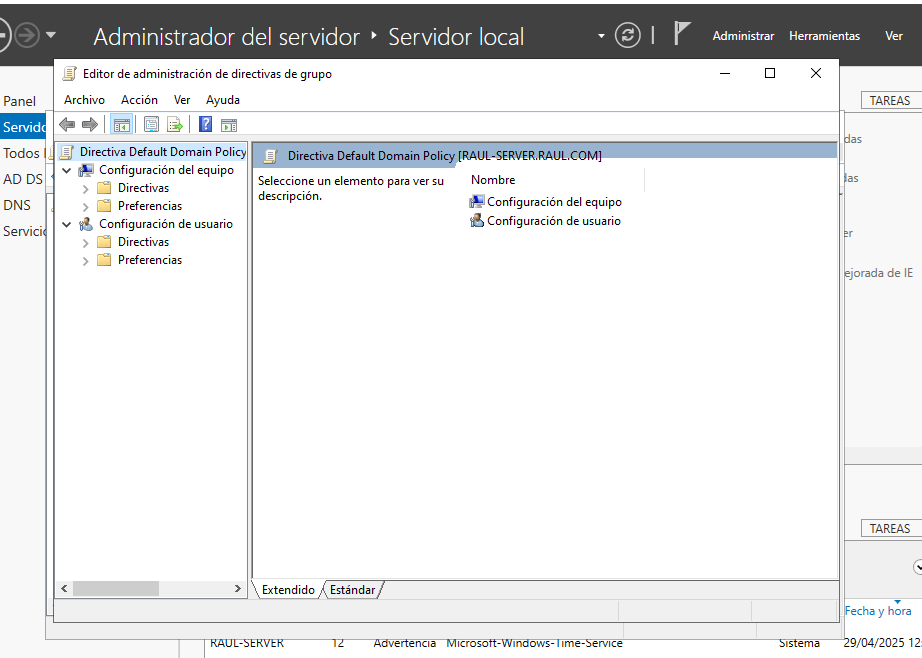 Administrador del servidor ‣ Servidor local
Administrar Herramientas Ver
Editor de administración de directivas de grupo
Archivo Acción Ver Ayuda
Panel
Servido
Todos
AD DS
DNS
Servicio
Directiva Default Domain Policy
Configuración del equipo
Directivas
Preferencias
Configuración de usuario
Directivas
Preferencias
Directiva Default Domain Policy [RAUL-SERVER.RAUL.COM]
Seleccione un elemento para ver su
descripción.
Nombre
Configuración del equipo
Configuración de usuario
Extendido Estándar
TAREAS
das
das
er
ejorada de IE
TAREAS
Fecha y hora
RAUL-SERVER 12 Advertencia Microsoft-Windows-Time-Service Sistema 29/04/2025 12: